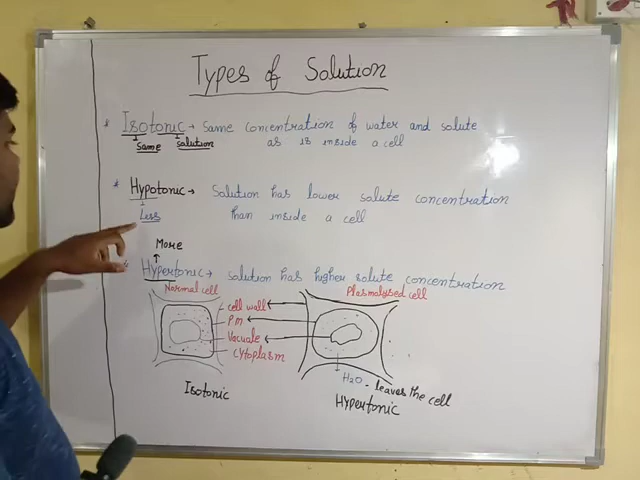 Types of Solution
* Isotonic → Same concentration of water and solute
same solution as is inside a cell
* Hypotonic → Solution has lower solute concentration
Less than inside a cell
More
* Hypertonic → solution has higher solute concentration
Normal cell Plasmolysed cell
cell wall
P.m
Vacuale
cytoplasm
H2O - leaves the cell
Isotonic
Hypertonic